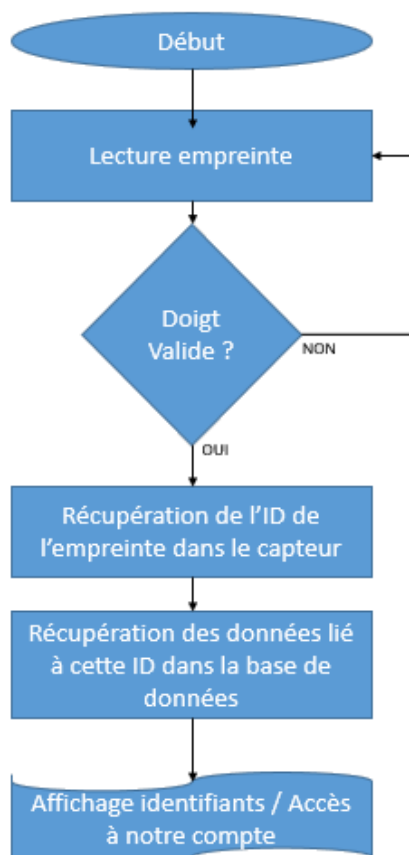 Début
Lecture empreinte
Doigt
Valide ?
NON
OUI
Récupération de l'ID de
l'empreinte dans le capteur
Récupération des données lié
à cette ID dans la base de
données
Affichage identifiants / Accès
à notre compte